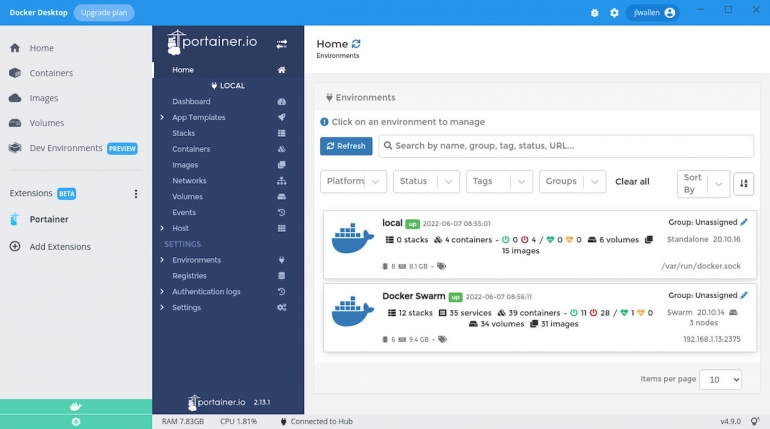 Docker Desktop Upgrade plan jlwallen
Home
Containers
Images
Volumes
Dev Environments PREVIEW
Extensions BETA
Portainer
Add Extensions
portainer.io
Home
LOCAL
Dashboard
App Templates
Stacks
Containers
Images
Networks
Volumes
Events
Host
SETTINGS
Environments
Registries
Authentication logs
Settings
portainer.io 2.13.1
Home
Environments
Environments
Click on an environment to manage
Refresh Search by name, group, tag, status, URL...
Platform Status Tags Groups Clear all Sort By
local up 2022-06-07 08:55:01 Group: Unassigned
0 stacks 4 containers - 0 4 / 0 0 6 volumes Standalone 20.10.16
15 images
8 8.1 GB - /var/run/docker.sock
Docker Swarm up 2022-06-07 08:56:11 Group: Unassigned
12 stacks 35 services 39 containers - 11 28 / 1 0 Swarm 20.10.14
34 volumes 31 images 3 nodes
6 9.4 GB - 192.168.1.13:2375
Items per page 10
RAM 7.83GB CPU 1.81% Connected to Hub v4.9.0